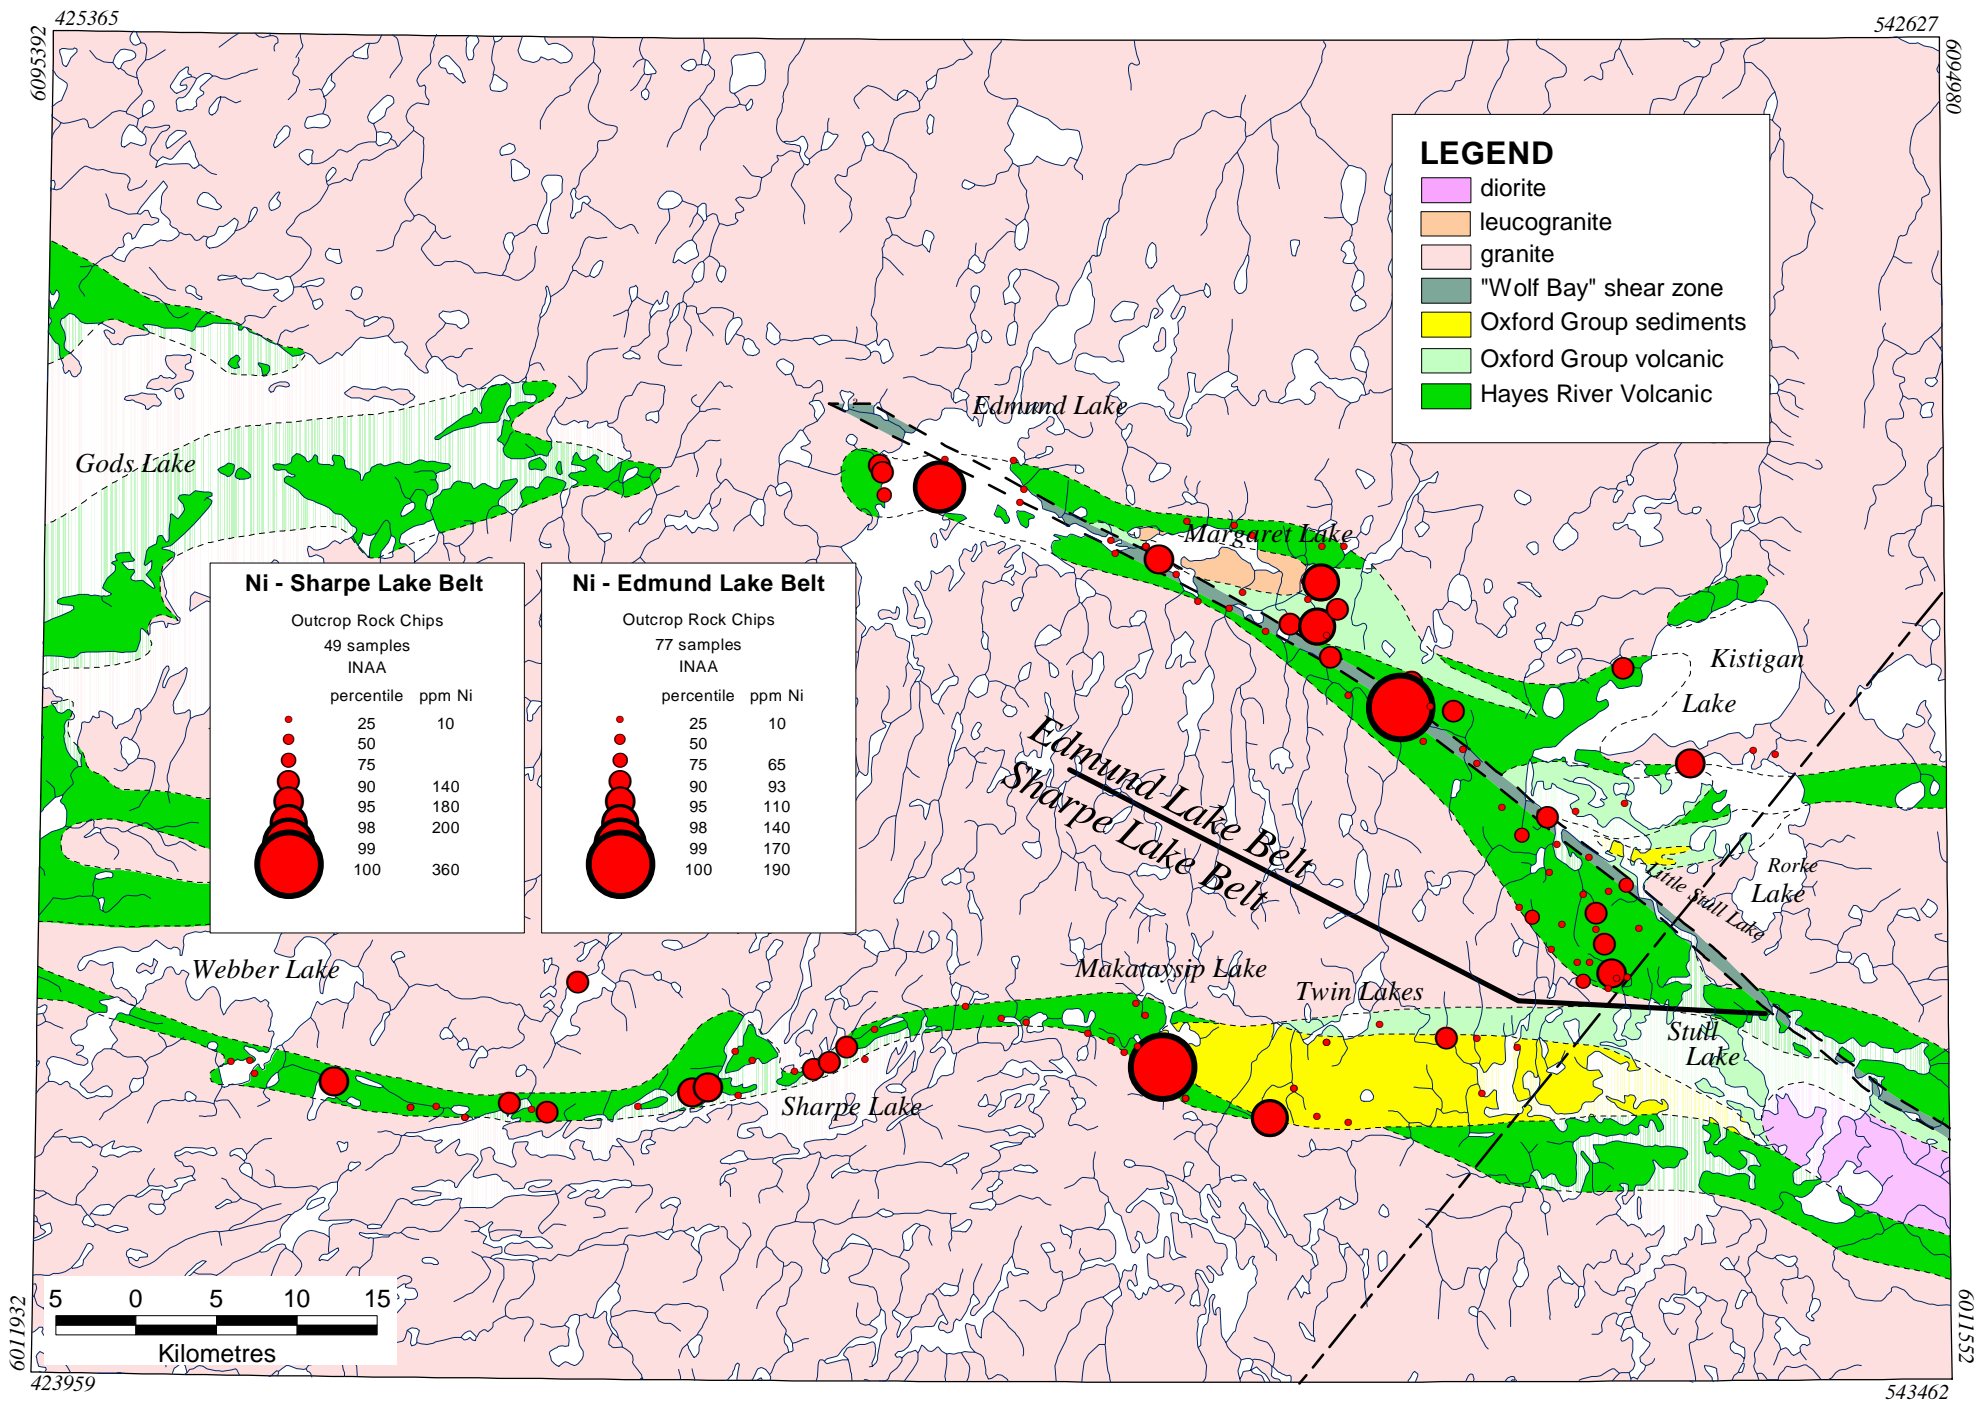 425365
542627
6095392
6094980
LEGEND
diorite
leucogranite
granite
"Wolf Bay" shear zone
Oxford Group sediments
Oxford Group volcanic
Hayes River Volcanic
Edmund Lake
Gods Lake
Margaret Lake
Ni - Sharpe Lake Belt
Outcrop Rock Chips
49 samples
INAA
percentile ppm Ni
25 10
50
75
90 140
95 180
98 200
99
100 360
Ni - Edmund Lake Belt
Outcrop Rock Chips
77 samples
INAA
percentile ppm Ni
25 10
50
75 65
90 93
95 110
98 140
99 170
100 190
Kistigan
Lake
Edmund Lake Belt
Sharpe Lake Belt
Rorke
Lake
Little Stull Lake
Webber Lake
Makataysip Lake
Twin Lakes
Stull
Lake
Sharpe Lake
5 0 5 10 15
Kilometres
6011932
6011552
423959
543462